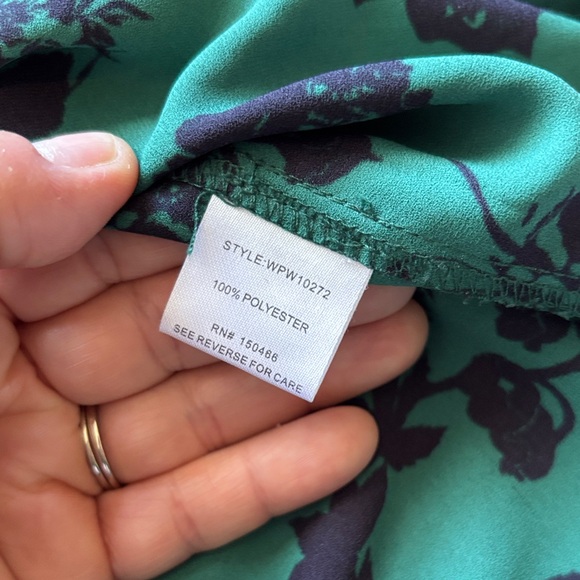 STYLE:WPW10272
100% POLYESTER
RN# 150466
SEE REVERSE FOR CARE